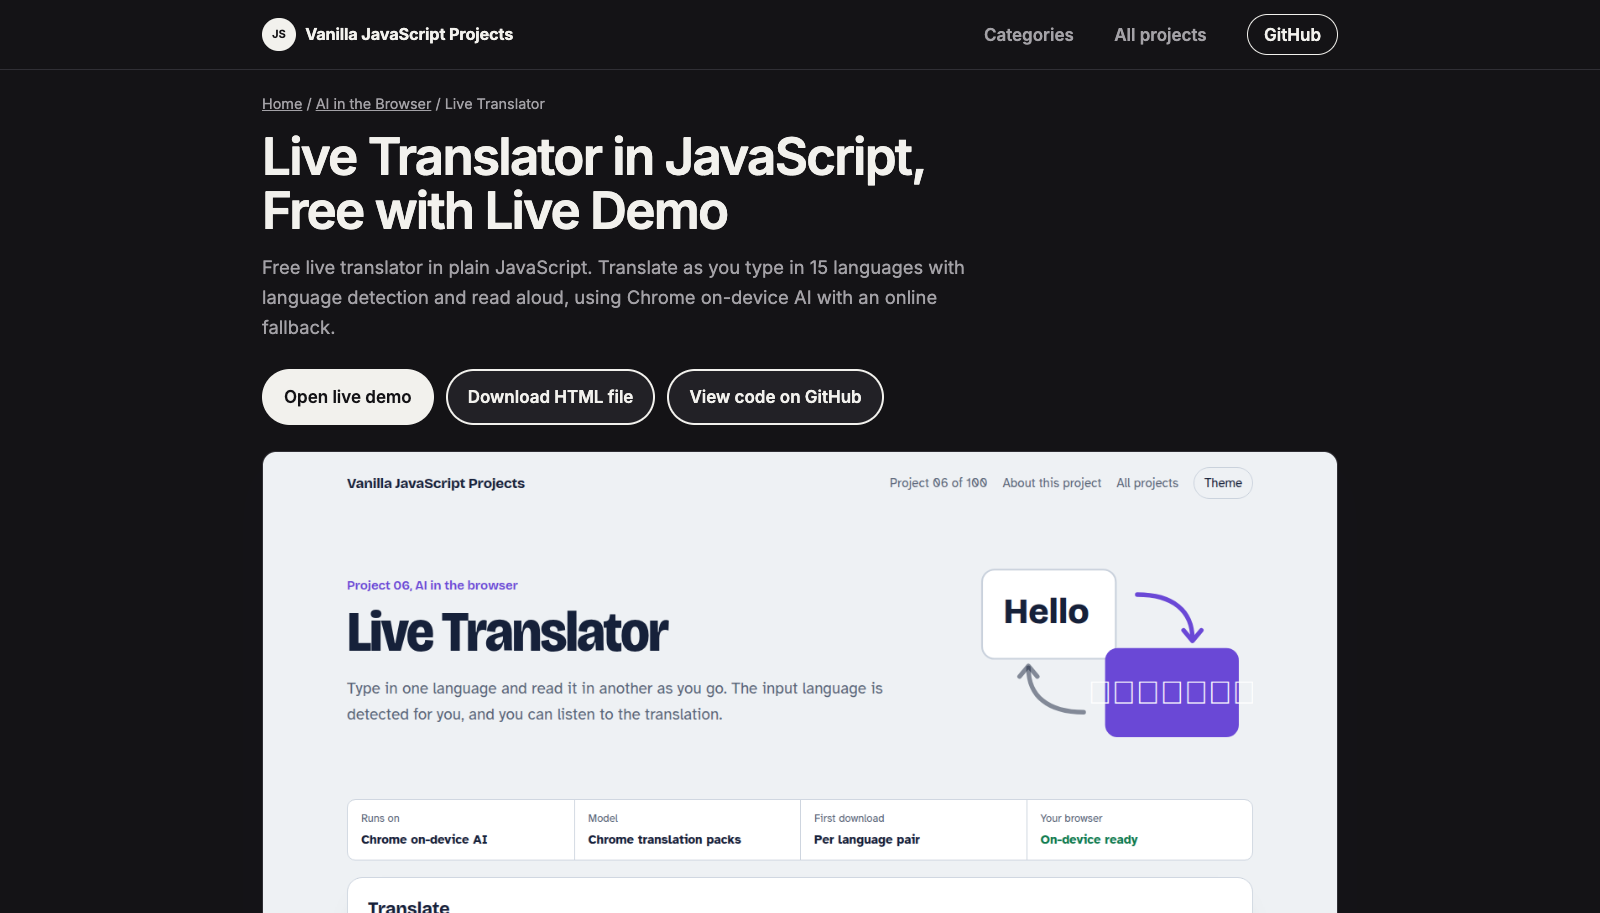 JS Vanilla JavaScript Projects Categories All projects GitHub
Home / AI in the Browser / Live Translator
Live Translator in JavaScript,
Free with Live Demo
Free live translator in plain JavaScript. Translate as you type in 15 languages with
language detection and read aloud, using Chrome on-device AI with an online
fallback.
Open live demo Download HTML file View code on GitHub
Vanilla JavaScript Projects Project 06 of 100 About this project All projects Theme
Project 06, AI in the browser
Live Translator
Type in one language and read it in another as you go. The input language is
detected for you, and you can listen to the translation.
Hello
Runs on
Chrome on-device AI
Model
Chrome translation packs
First download
Per language pair
Your browser
On-device ready
Translate